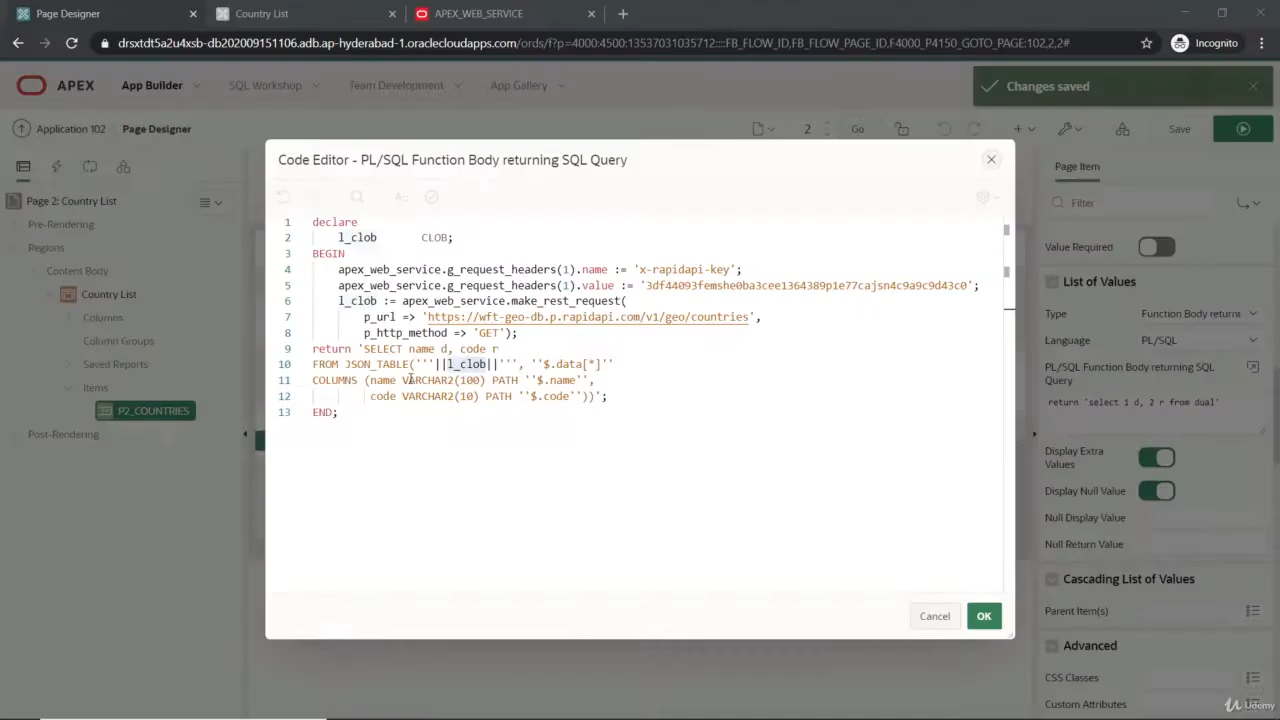 Page Designer
Country List
APEX_WEB_SERVICE
drsxtdt5a2u4xsb-db202009151106.adb.ap-hyderabad-1.oraclecloudapps.com/ords/f?p=4000:4500:13537031035712::::FB_FLOW_ID,FB_FLOW_PAGE_ID,F4000_P4150_GOTO_PAGE:102,2,2#
Incognito
APEX
App Builder
SQL Workshop
Team Development
App Gallery
Changes saved
Application 102
Page Designer
2
Go
Save
Page 2: Country List
Pre-Rendering
Regions
Content Body
Country List
Columns
Column Groups
Saved Reports
Items
P2_COUNTRIES
Post-Rendering
Code Editor - PL/SQL Function Body returning SQL Query
1 declare
2 l_clob CLOB;
3 BEGIN
4 apex_web_service.g_request_headers(1).name := 'x-rapidapi-key';
5 apex_web_service.g_request_headers(1).value := '3df44093femshe0ba3cee1364389p1e77cajsn4c9a9c9d43c0';
6 l_clob := apex_web_service.make_rest_request(
7 p_url => 'https://wft-geo-db.p.rapidapi.com/v1/geo/countries',
8 p_http_method => 'GET');
9 return 'SELECT name d, code r
10 FROM JSON_TABLE('''||l_clob||''', ''$.data[*]''
11 COLUMNS (name VARCHAR2(100) PATH ''$.name'',
12 code VARCHAR2(10) PATH ''$.code''))';
13 END;
Cancel
OK
Page Item
Filter
Value Required
List of Values
Type
Function Body returns
Language
PL/SQL
PL/SQL Function Body returning SQL
Query
return 'select 1 d, 2 r from dual'
Display Extra
Values
Display Null Value
Null Display Value
Null Return Value
Cascading List of Values
Parent Item(s)
Advanced
CSS Classes
Custom Attributes
Udemy